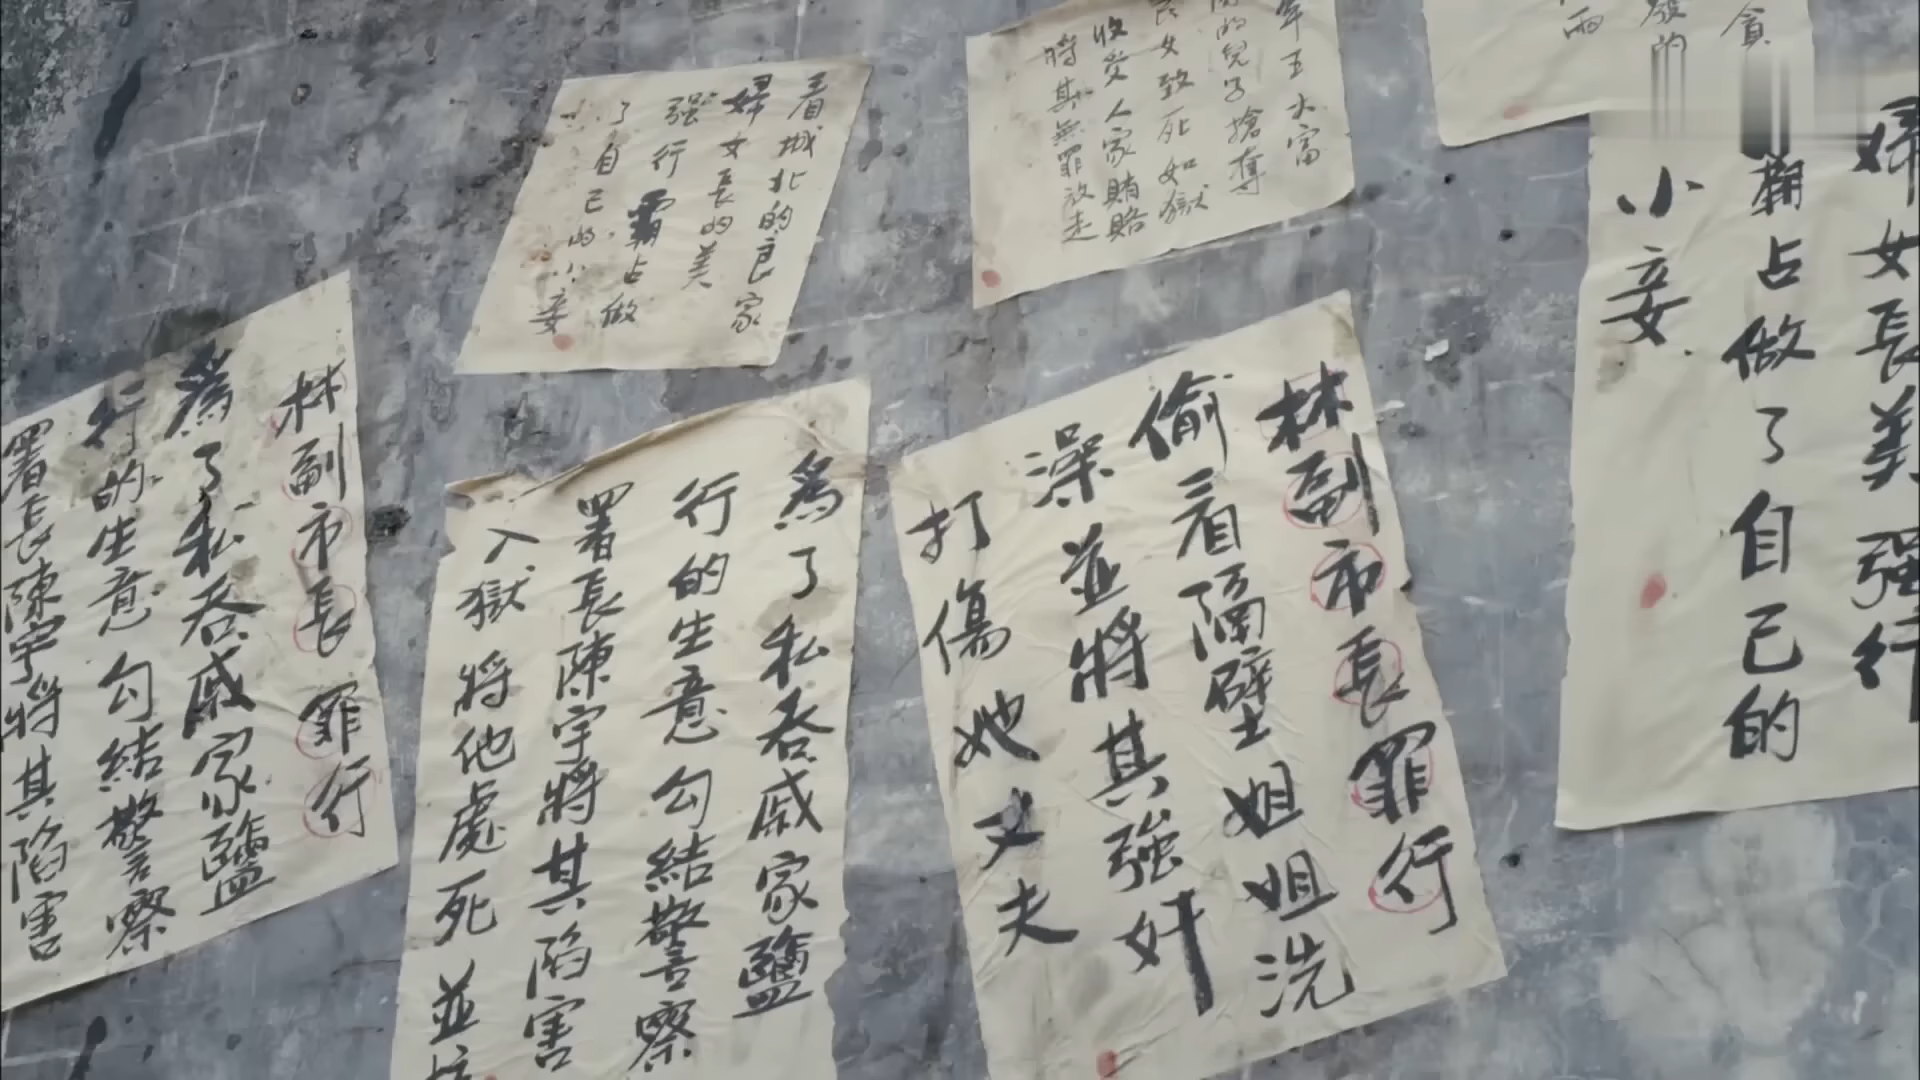 看城北的良家
婦女長的美
强行霸占做
了自己的小妾
年王大富
的兒子搶奪
民女致死如獄
收受人家賄賂
將其無罪放走
貪
的
雨
婦女長美强行
霸占做了自己的
小妾
林副市長罪行
偷看隔壁姐姐洗
澡並將其強奸
打傷她丈夫
為了私吞戚家鹽
行的生意勾結警察
署長陳宇將其陷害
入獄將他處死並
林副市長罪行
為了私吞戚家鹽
行的生意勾結警察
署長陳宇將其陷害